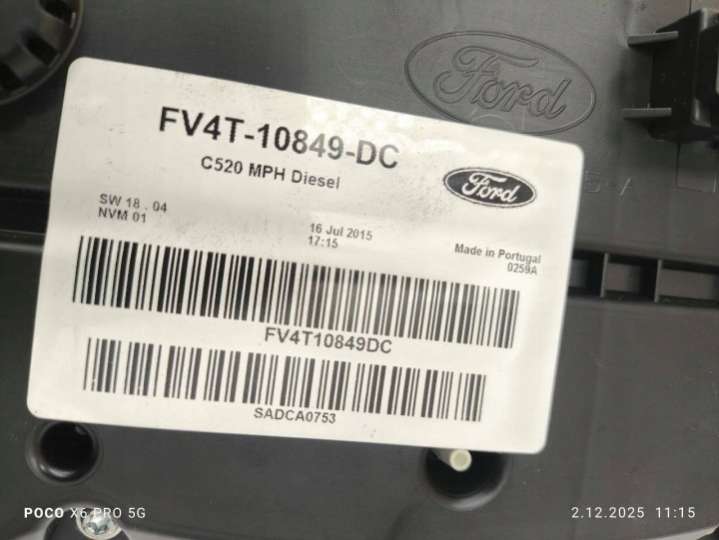 Ford
FV4T-10849-DC
C520 MPH Diesel
Ford
SW 18 . 04
NVM 01
16 Jul 2015
17:15
Made in Portugal
0259A
FV4T10849DC
SADCA0753
POCO X6 PRO 5G
2.12.2025 11:15